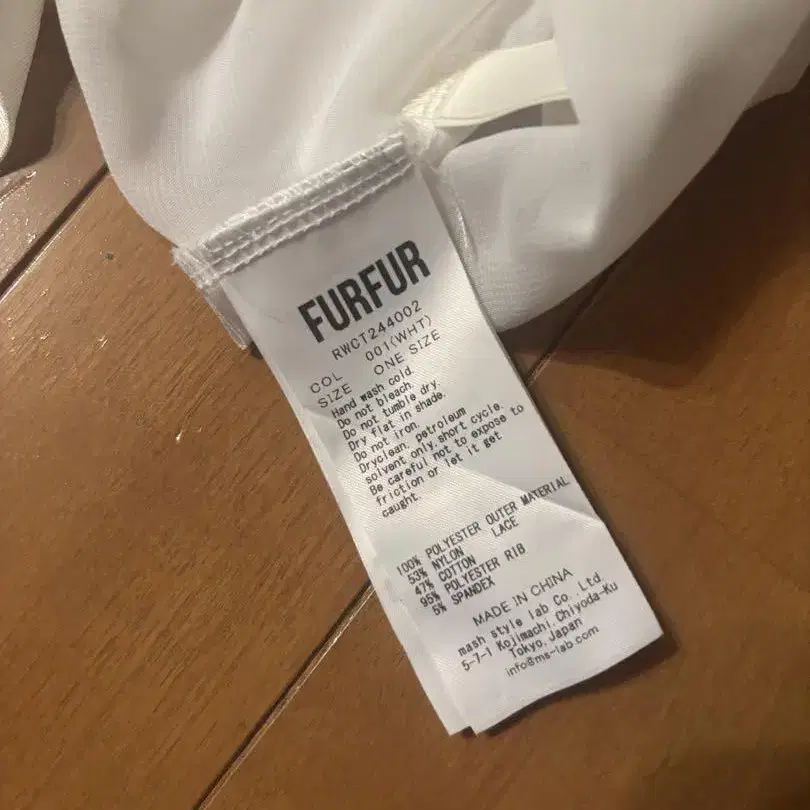 FURFUR
RWCT244002
COL 001(WHT)
SIZE ONE SIZE
Hand wash cold.
Do not bleach.
Do not tumble dry.
Dry flat in shade.
Do not iron.
Dryclean, petroleum
solvent only, short cycle.
Be careful not to expose to
friction or let it get
caught.
100% POLYESTER OUTER MATERIAL
53% NYLON LACE
47% COTTON
95% POLYESTER RIB
5% SPANDEX
MADE IN CHINA
mash style lab Co.,Ltd.
5-7-1 Kojimachi,Chiyoda-Ku
Tokyo,Japan
info@ms-lab.com